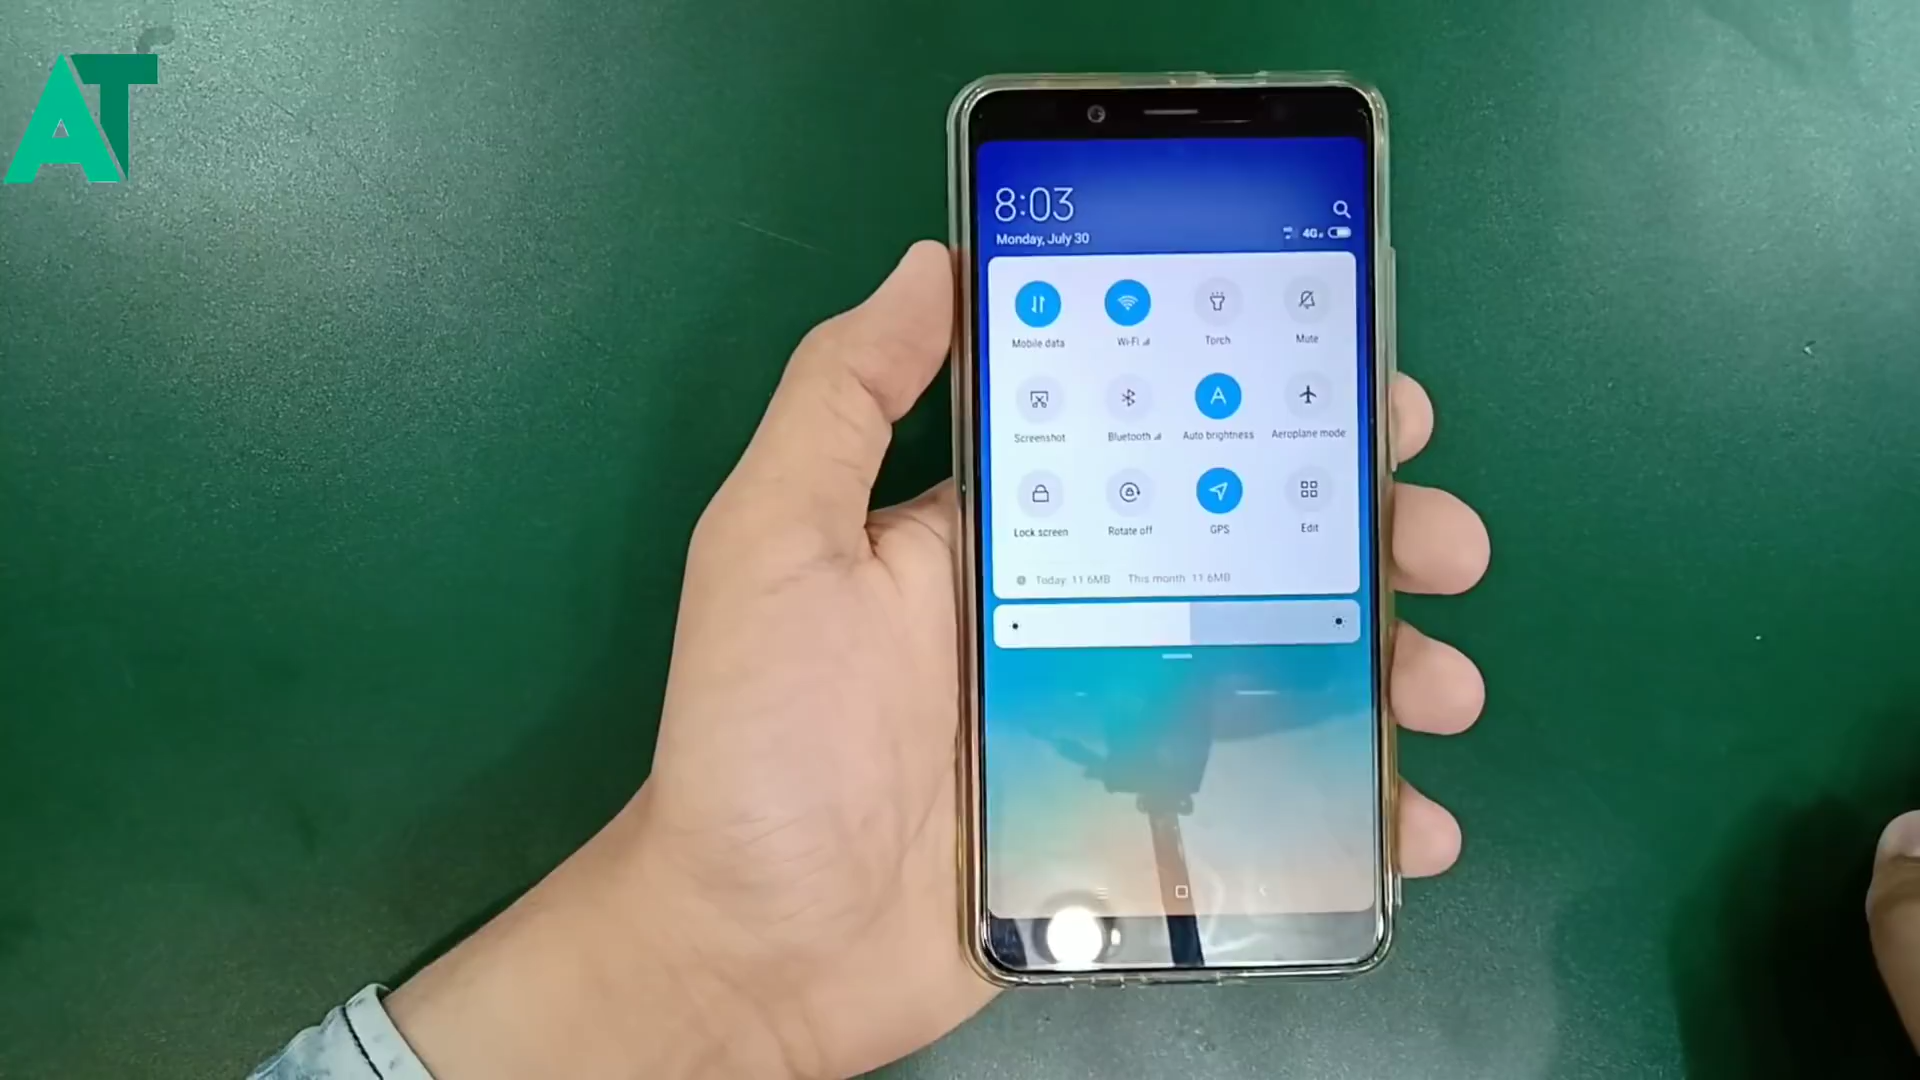 AT
8:03
Monday, July 30
4G
Mobile data
Wi-Fi
Torch
Mute
Screenshot
Bluetooth
Auto brightness
Aeroplane mode
Lock screen
Rotate off
GPS
Edit
Today: 11.6MB This month: 11.6MB